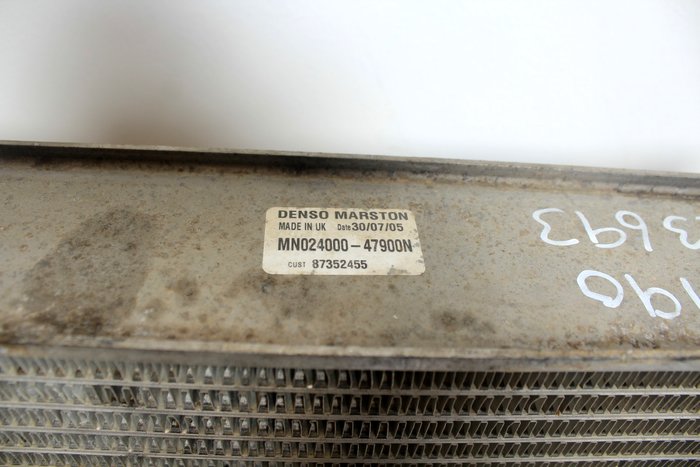 DENSO MARSTON
MADE IN UK Date 30/07/05
MN024000-47900N
CUST 87352455